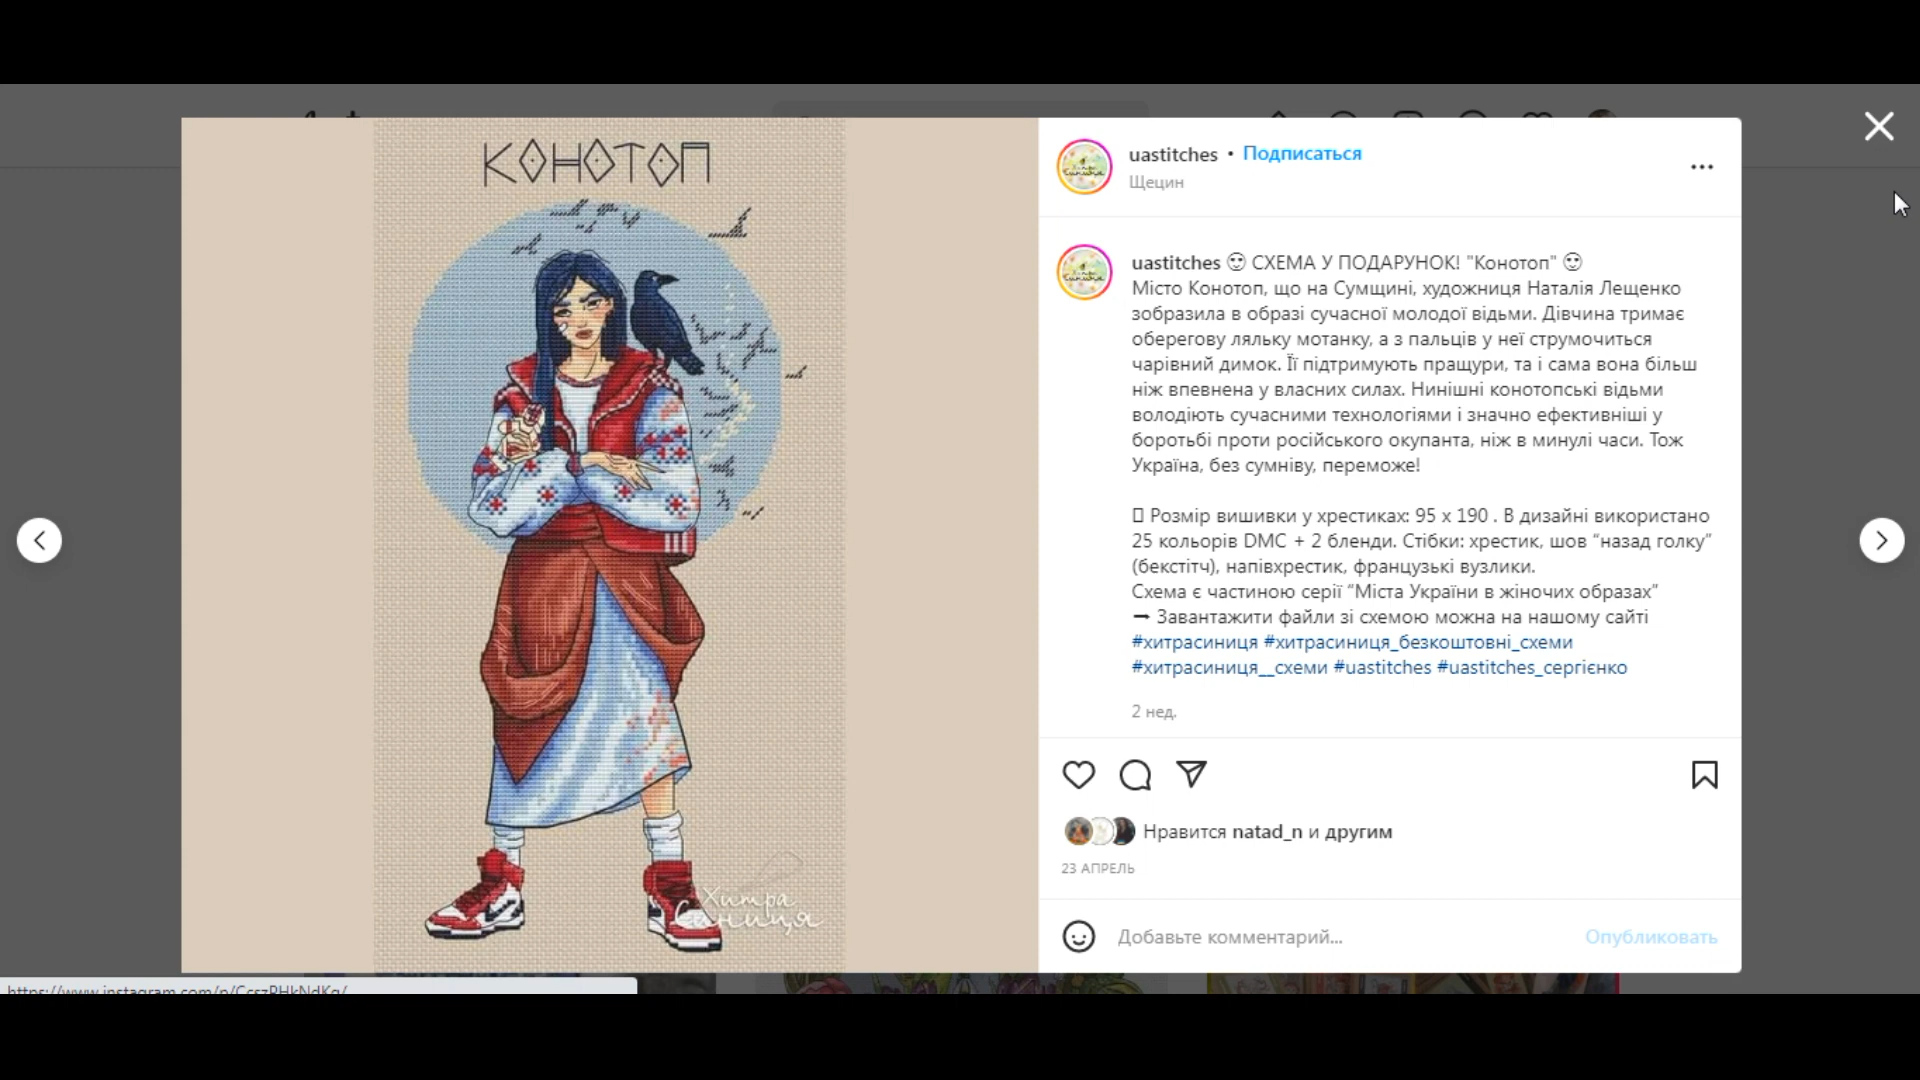 КОНОТОП
Хитра
Синиця
uastitches • Подписаться
Щецин
uastitches СХЕМА У ПОДАРУНОК! "Конотоп"
Місто Конотоп, що на Сумщині, художниця Наталія Лещенко
зобразила в образі сучасної молодої відьми. Дівчина тримає
оберегову ляльку мотанку, а з пальців у неї струмочиться
чарівний димок. Її підтримують пращури, та і сама вона більш
ніж впевнена у власних силах. Нинішні конотопські відьми
володіють сучасними технологіями і значно ефективніші у
боротьбі проти російського окупанта, ніж в минулі часи. Тож
Україна, без сумніву, переможе!
Розмір вишивки у хрестиках: 95 х 190 . В дизайні використано
25 кольорів DMC + 2 бленди. Стібки: хрестик, шов “назад голку”
(бекстітч), напівхрестик, французькі вузлики.
Схема є частиною серії “Міста України в жіночих образах”
➞ Завантажити файли зі схемою можна на нашому сайті
#хитрасиниця #хитрасиниця_безкоштовні_схеми
#хитрасиниця__схеми #uastitches #uastitches_сергієнко
2 нед.
Нравится natad_n и другим
23 АПРЕЛЬ
Добавьте комментарий...
Опубликовать